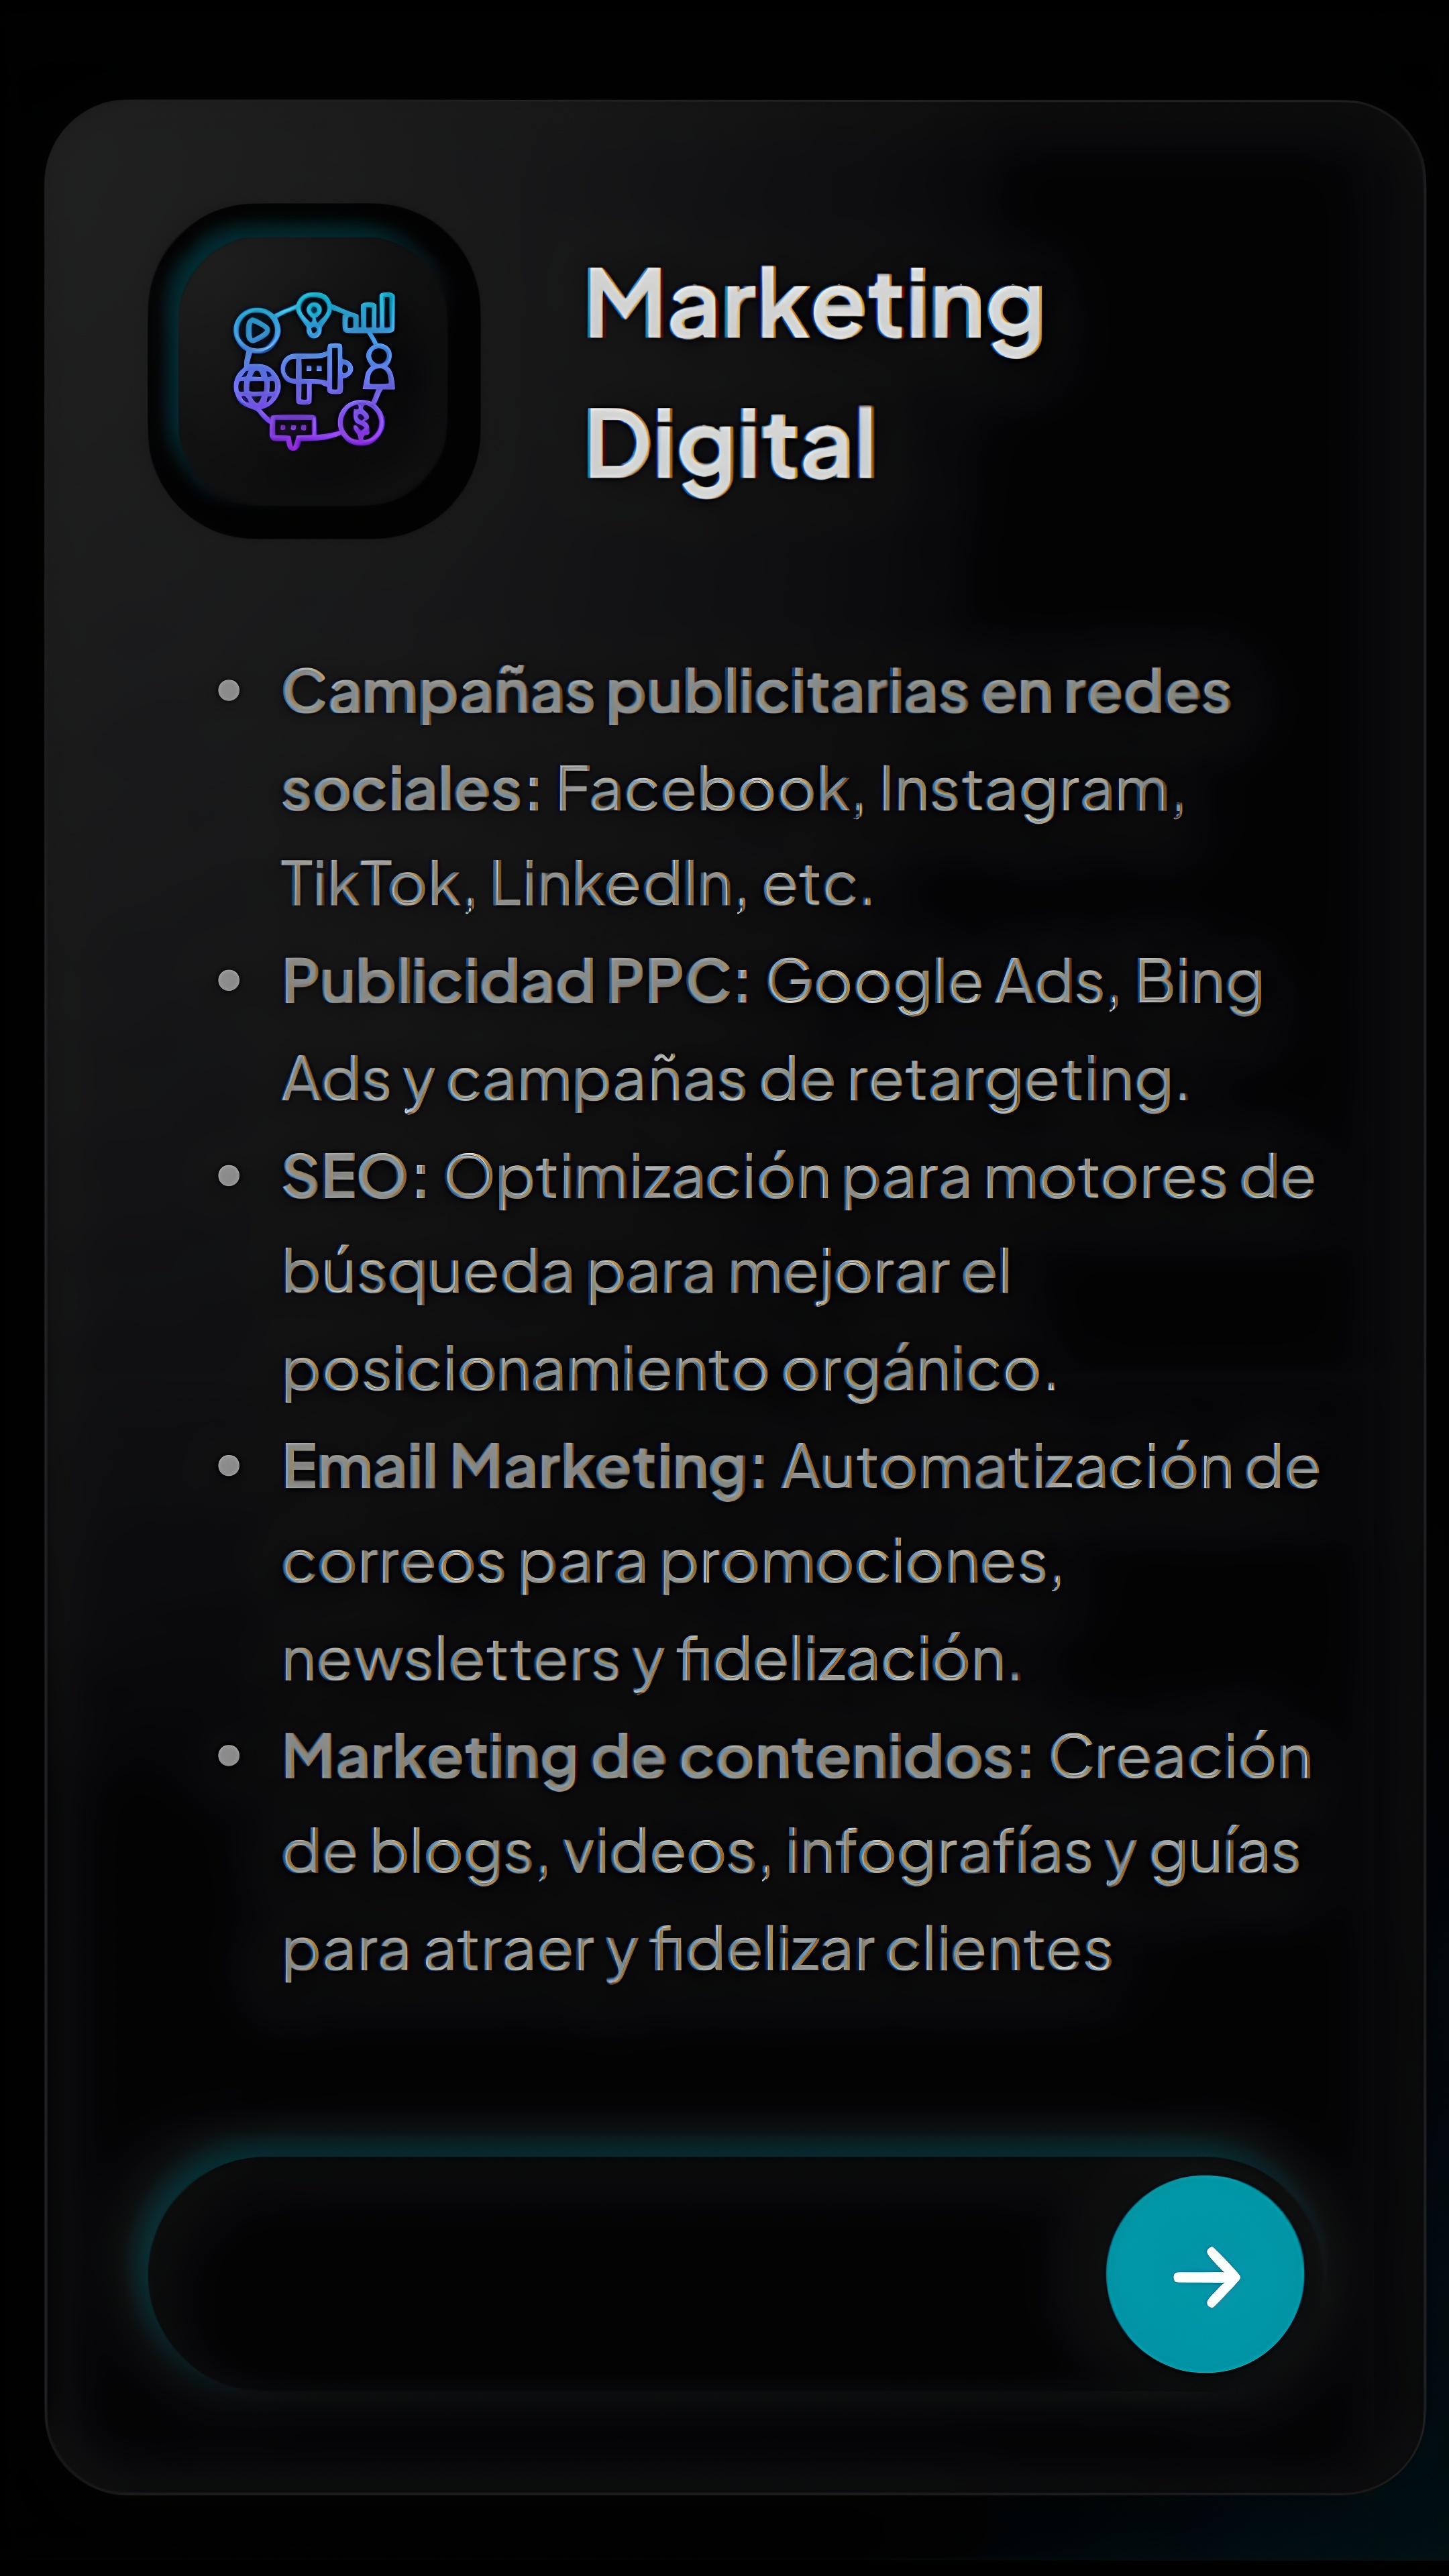 Marketing
Digital
• Campañas publicitarias en redes
sociales: Facebook, Instagram,
TikTok, LinkedIn, etc.
• Publicidad PPC: Google Ads, Bing
Ads y campañas de retargeting.
• SEO: Optimización para motores de
búsqueda para mejorar el
posicionamiento orgánico.
• Email Marketing: Automatización de
correos para promociones,
newsletters y fidelización.
• Marketing de contenidos: Creación
de blogs, videos, infografías y guías
para atraer y fidelizar clientes